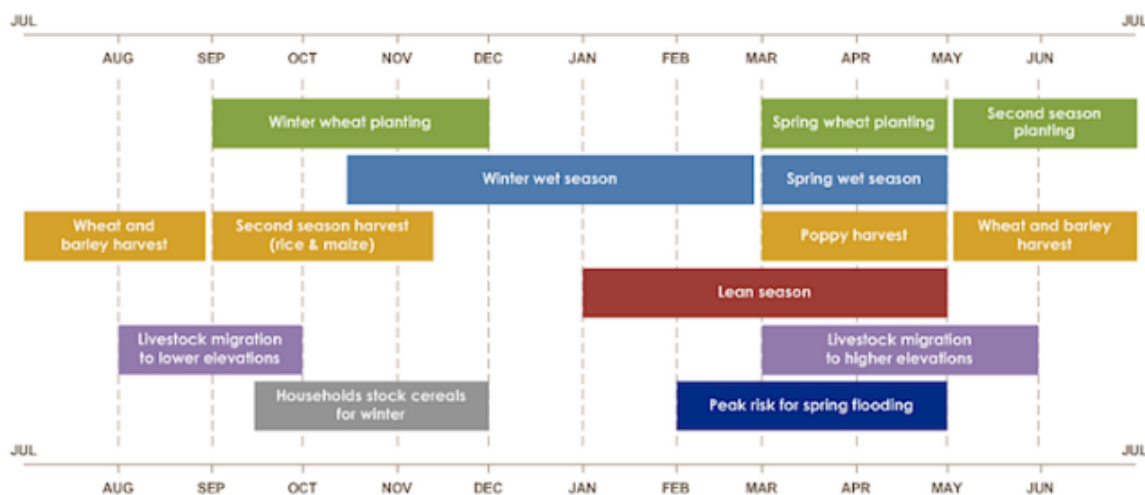 JUL JUL
AUG SEP OCT NOV DEC JAN FEB MAR APR MAY JUN
Winter wheat planting
Spring wheat planting
Second season
planting
Winter wet season
Spring wet season
Wheat and
barley harvest
Second season harvest
(rice & maize)
Poppy harvest
Wheat and barley
harvest
Lean season
Livestock migration
to lower elevations
Livestock migration
to higher elevations
Households stock cereals
for winter
Peak risk for spring flooding
JUL JUL
AUG SEP OCT NOV DEC JAN FEB MAR APR MAY JUN